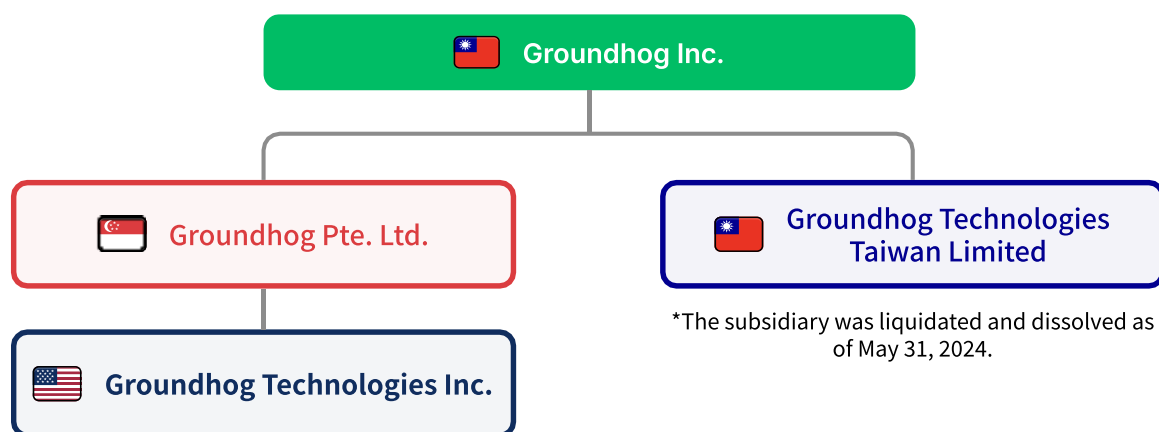 Groundhog Inc.
Groundhog Pte. Ltd.
Groundhog Technologies
Taiwan Limited
*The subsidiary was liquidated and dissolved as
of May 31, 2024.
Groundhog Technologies Inc.